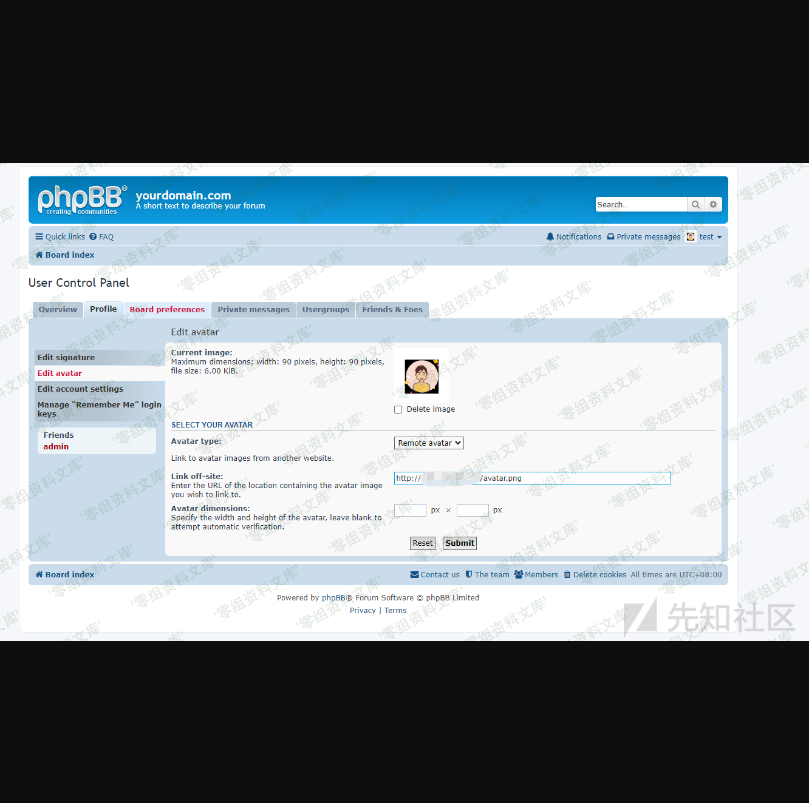 phpBB®
creating communities
yourdomain.com
A short text to describe your forum
Search…
Quick links FAQ
Notifications Private messages test
Board index
User Control Panel
Overview Profile Board preferences Private messages Usergroups Friends & Foes
Edit signature
Edit avatar
Edit account settings
Manage “Remember Me” login
keys
Friends
admin
Edit avatar
Current image:
Maximum dimensions; width: 90 pixels, height: 90 pixels,
file size: 6.00 KiB.
Delete image
SELECT YOUR AVATAR
Avatar type:
Remote avatar
Link to avatar images from another website.
Link off-site:
Enter the URL of the location containing the avatar image
you wish to link to.
http:// /avatar.png
Avatar dimensions:
Specify the width and height of the avatar, leave blank to
attempt automatic verification.
px × px
Reset Submit
Board index
Contact us The team Members Delete cookies All times are UTC+08:00
Powered by phpBB® Forum Software © phpBB Limited
Privacy | Terms
先知社区
'零组资料文库'